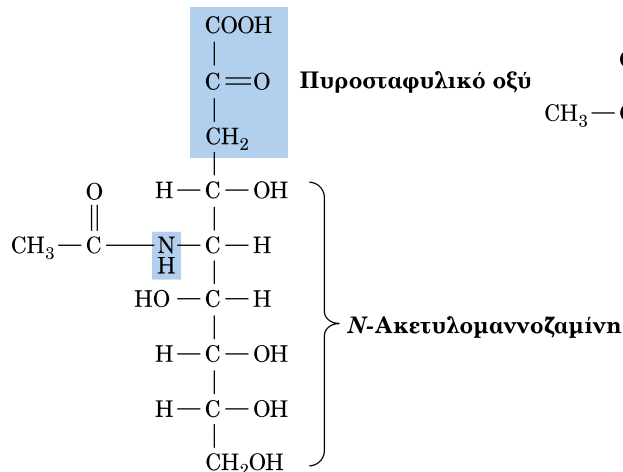 COOH
C=O
Πυροσταφυλικό οξύ
CH3—
CH2
O
H—C—OH
CH3—C—N—C—H
H
HO—C—H
N-Ακετυλομαννοζαμίνη
H—C—OH
H—C—OH
CH2OH